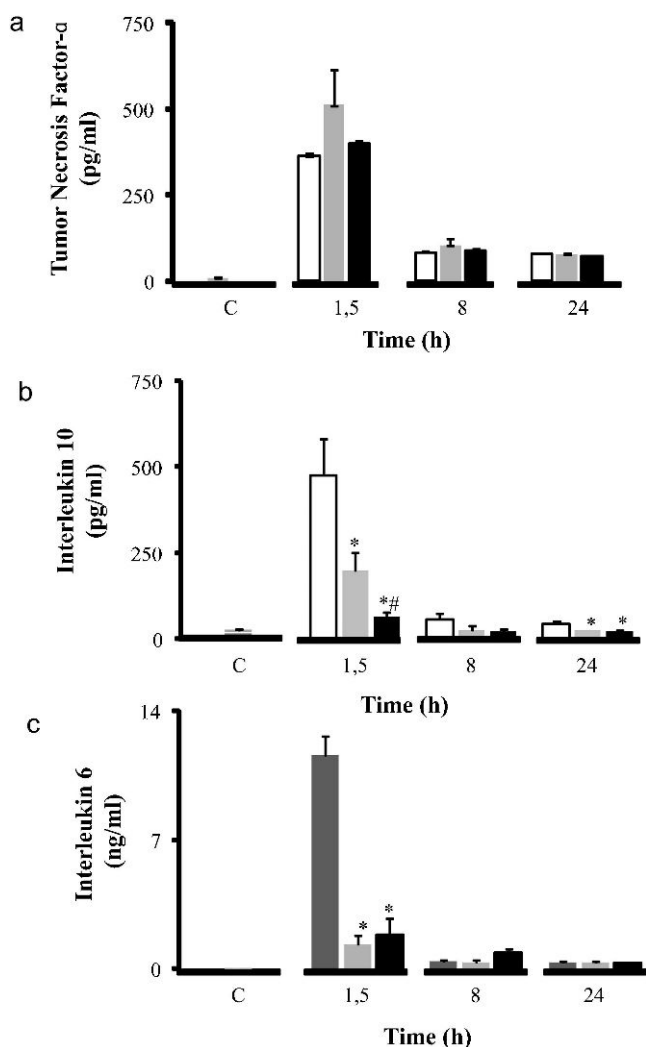 a
Tumor Necrosis Factor-α
(pg/ml)
750
500
250
0
C
1,5
8
24
Time (h)
b
Interleukin 10
(pg/ml)
750
500
250
0
*
*#
*
*
C
1,5
8
24
Time (h)
c
Interleukin 6
(ng/ml)
14
7
0
*
*
C
1,5
8
24
Time (h)